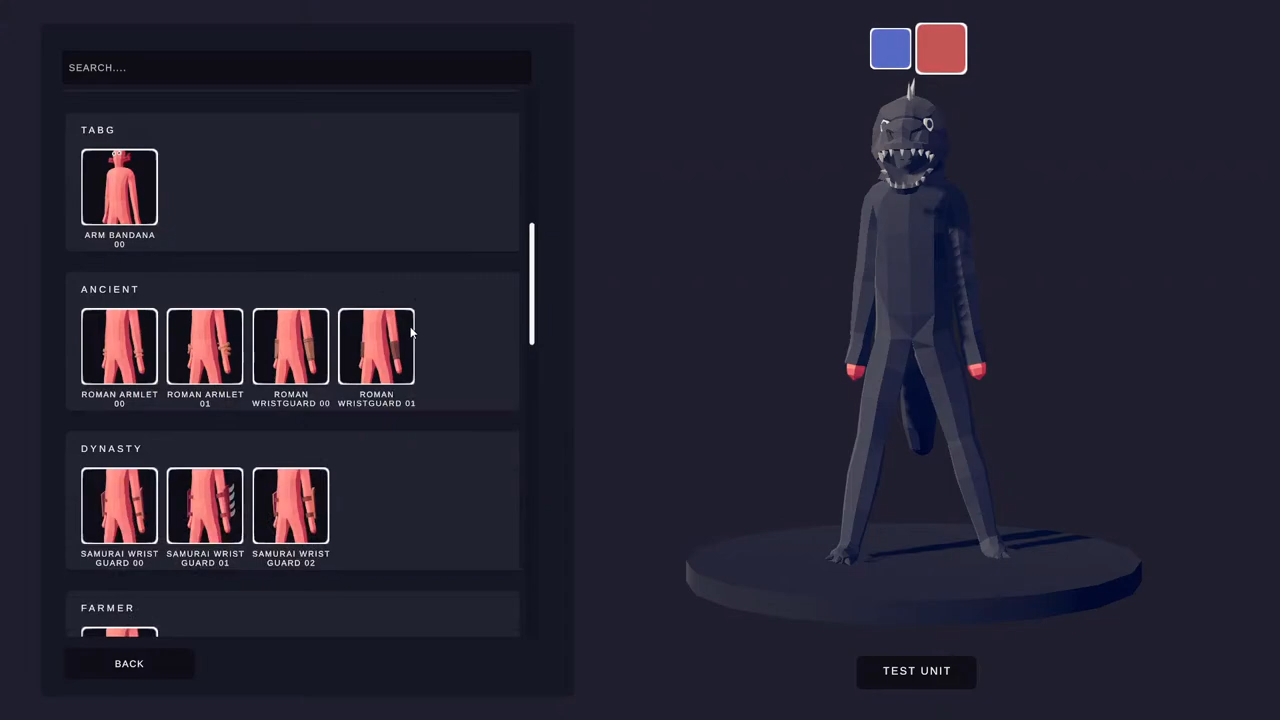 SEARCH....
TABG
ARM BANDANA
00
ANCIENT
ROMAN ARMLET
00
ROMAN ARMLET
01
ROMAN
WRISTGUARD 00
ROMAN
WRISTGUARD 01
DYNASTY
SAMURAI WRIST
GUARD 00
SAMURAI WRIST
GUARD 01
SAMURAI WRIST
GUARD 02
FARMER
BACK
TEST UNIT